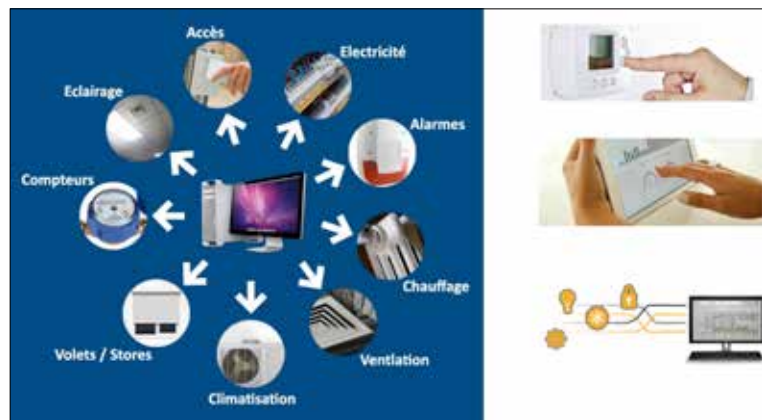 Accès
Electricité
Eclairage
Alarmes
Compteurs
Chauffage
Volets / Stores
Ventlation
Climatisation